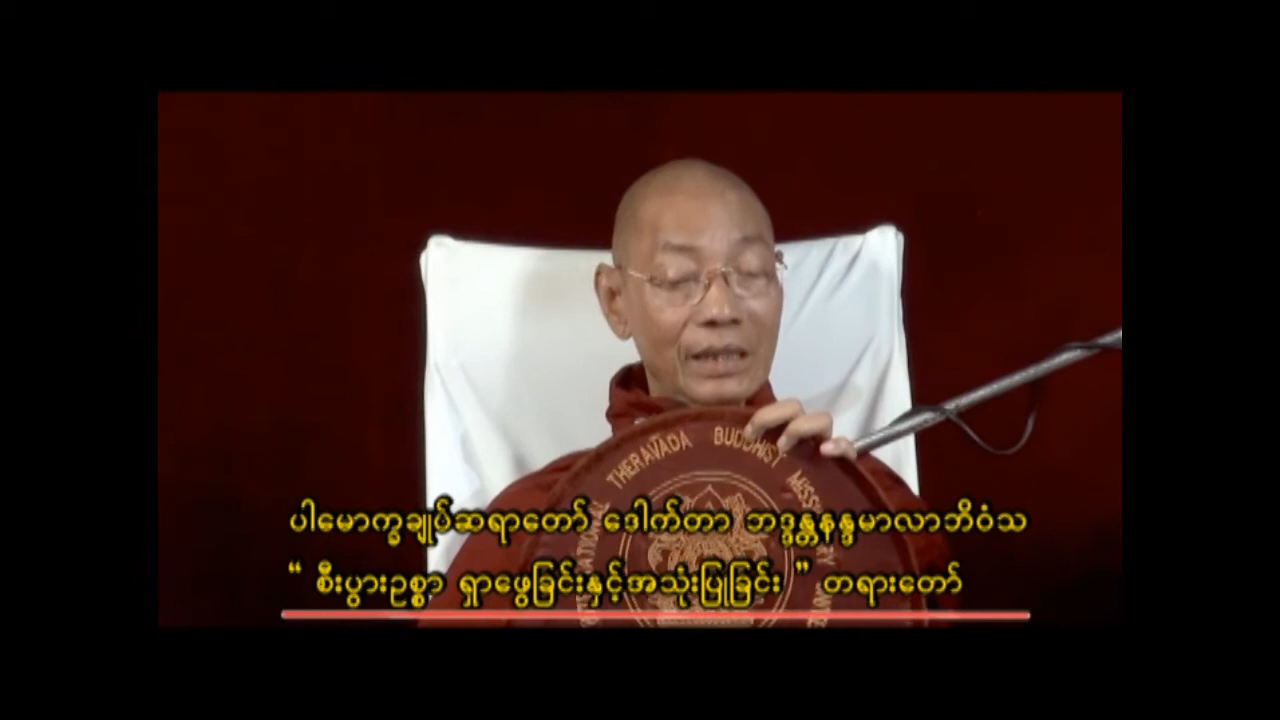 THERAVĀDA BUDDHIST
ပါမောက္ခချုပ်ဆရာတော် ဒေါက်တာ ဘဒ္ဒန္တနန္ဒမာလာဘိဝံသ
“ စီးပွားဥစ္စာ ရှာဖွေခြင်းနှင့်အသုံးပြုခြင်း ” တရားတော်